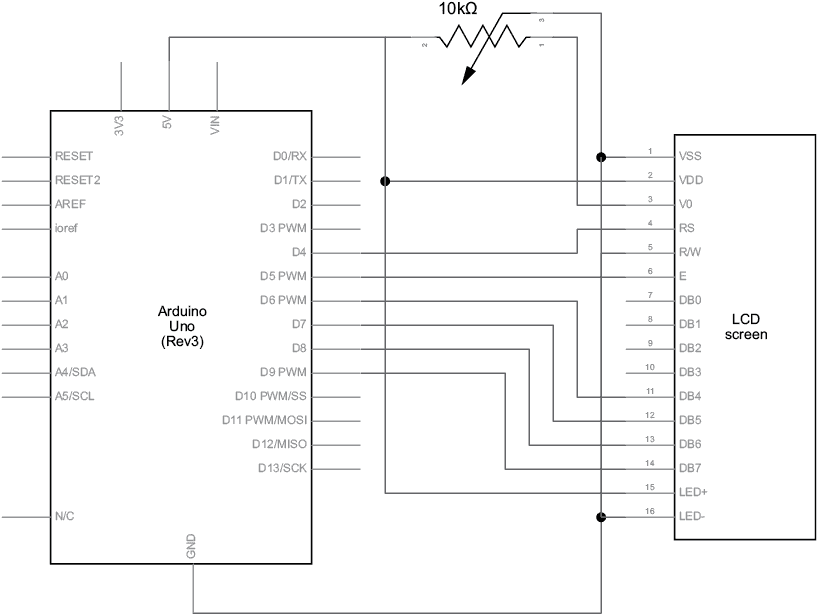 10kΩ
3
2
1
3V3
5V
VIN
RESET
RESET2
AREF
ioref
A0
A1
A2
A3
A4/SDA
A5/SCL
N/C
Arduino
Uno
(Rev3)
D0/RX
D1/TX
D2
D3 PWM
D4
D5 PWM
D6 PWM
D7
D8
D9 PWM
D10 PWM/SS
D11 PWM/MOSI
D12/MISO
D13/SCK
GND
1 VSS
2 VDD
3 V0
4 RS
5 R/W
6 E
7 DB0
8 DB1
9 DB2
10 DB3
11 DB4
12 DB5
13 DB6
14 DB7
15 LED+
16 LED-
LCD
screen